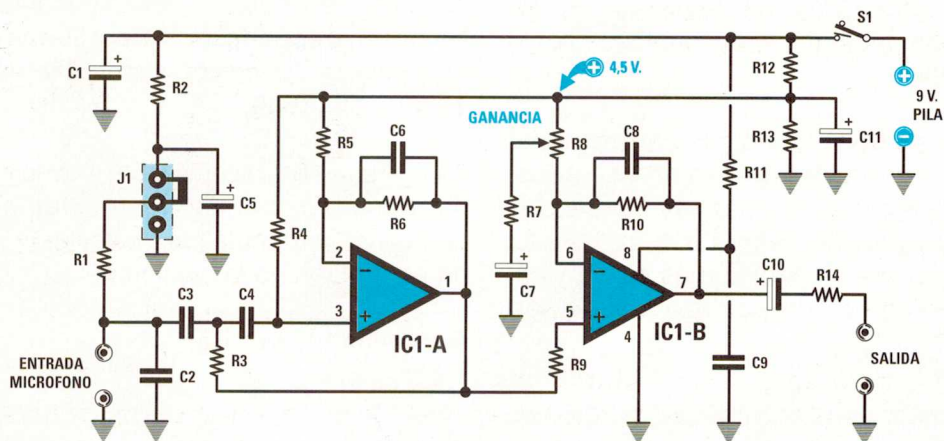 S1
C1
+
R2
R12
+ 4,5 V.
+
9 V.
PILA
GANANCIA
R5
C6
R8
C8
R13
+
C11
−
J1
+
C5
R6
R7
R10
R11
R4
R1
2
−
6
−
8
C10
+
R14
C3
C4
3
+
1
IC1-A
+
C7
5
+
7
IC1-B
4
ENTRADA
MICROFONO
C2
R3
R9
C9
SALIDA